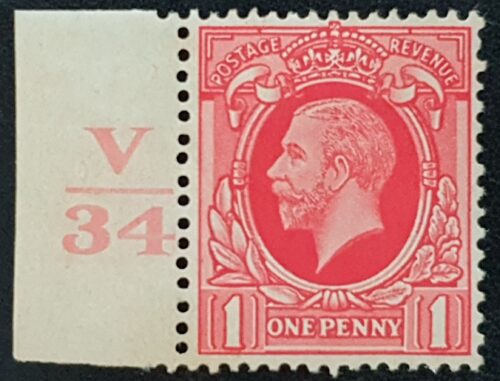 V
34
POSTAGE REVENUE
1 ONE PENNY 1